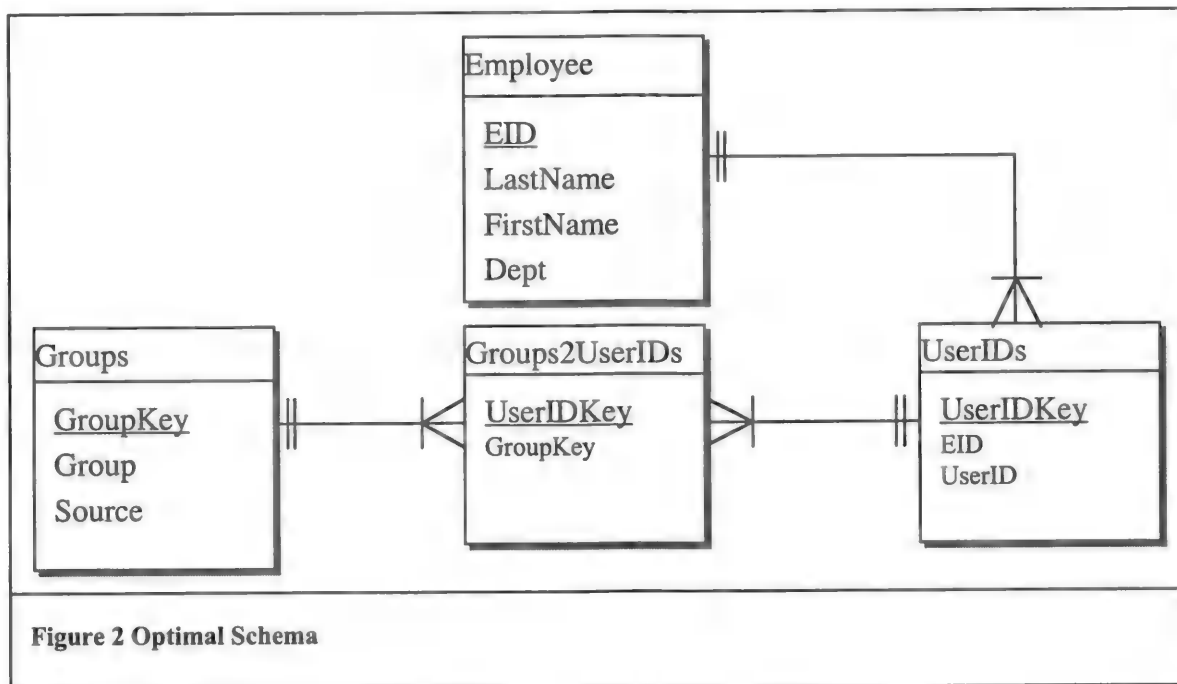 Employee
EID
LastName
FirstName
Dept
Groups
GroupKey
Group
Source
Groups2UserIDs
UserIDKey
GroupKey
UserIDs
UserIDKey
EID
UserID
Figure 2 Optimal Schema